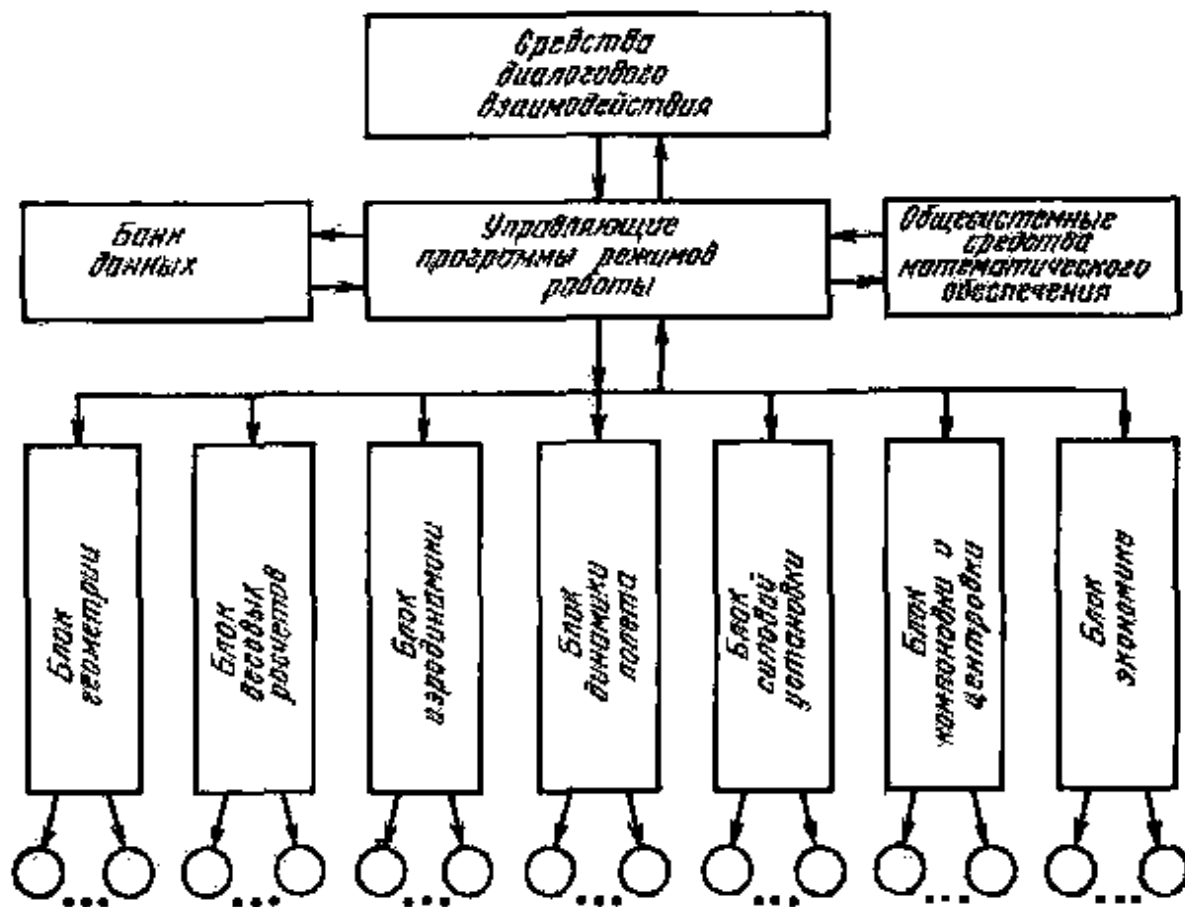 Средства
диалогового
взаимодействия
Банк
данных
Управляющие
программы режимов
работы
Общесистемные
средства
математического
обеспечения
Блок
геометрии
Блок
весовых
расчетов
Блок
аэродинамики
Блок
динамики
полета
Блок
силовой
установки
Блок
компоновки и
центровки
Блок
экономики